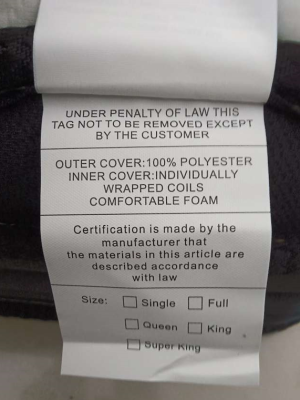 UNDER PENALTY OF LAW THIS
TAG NOT TO BE REMOVED EXCEPT
BY THE CUSTOMER
OUTER COVER:100% POLYESTER
INNER COVER:INDIVIDUALLY
WRAPPED COILS
COMFORTABLE FOAM
Certification is made by the
manufacturer that
the materials in this article are
described accordance
with law
Size: Single Full
Queen King
Super King